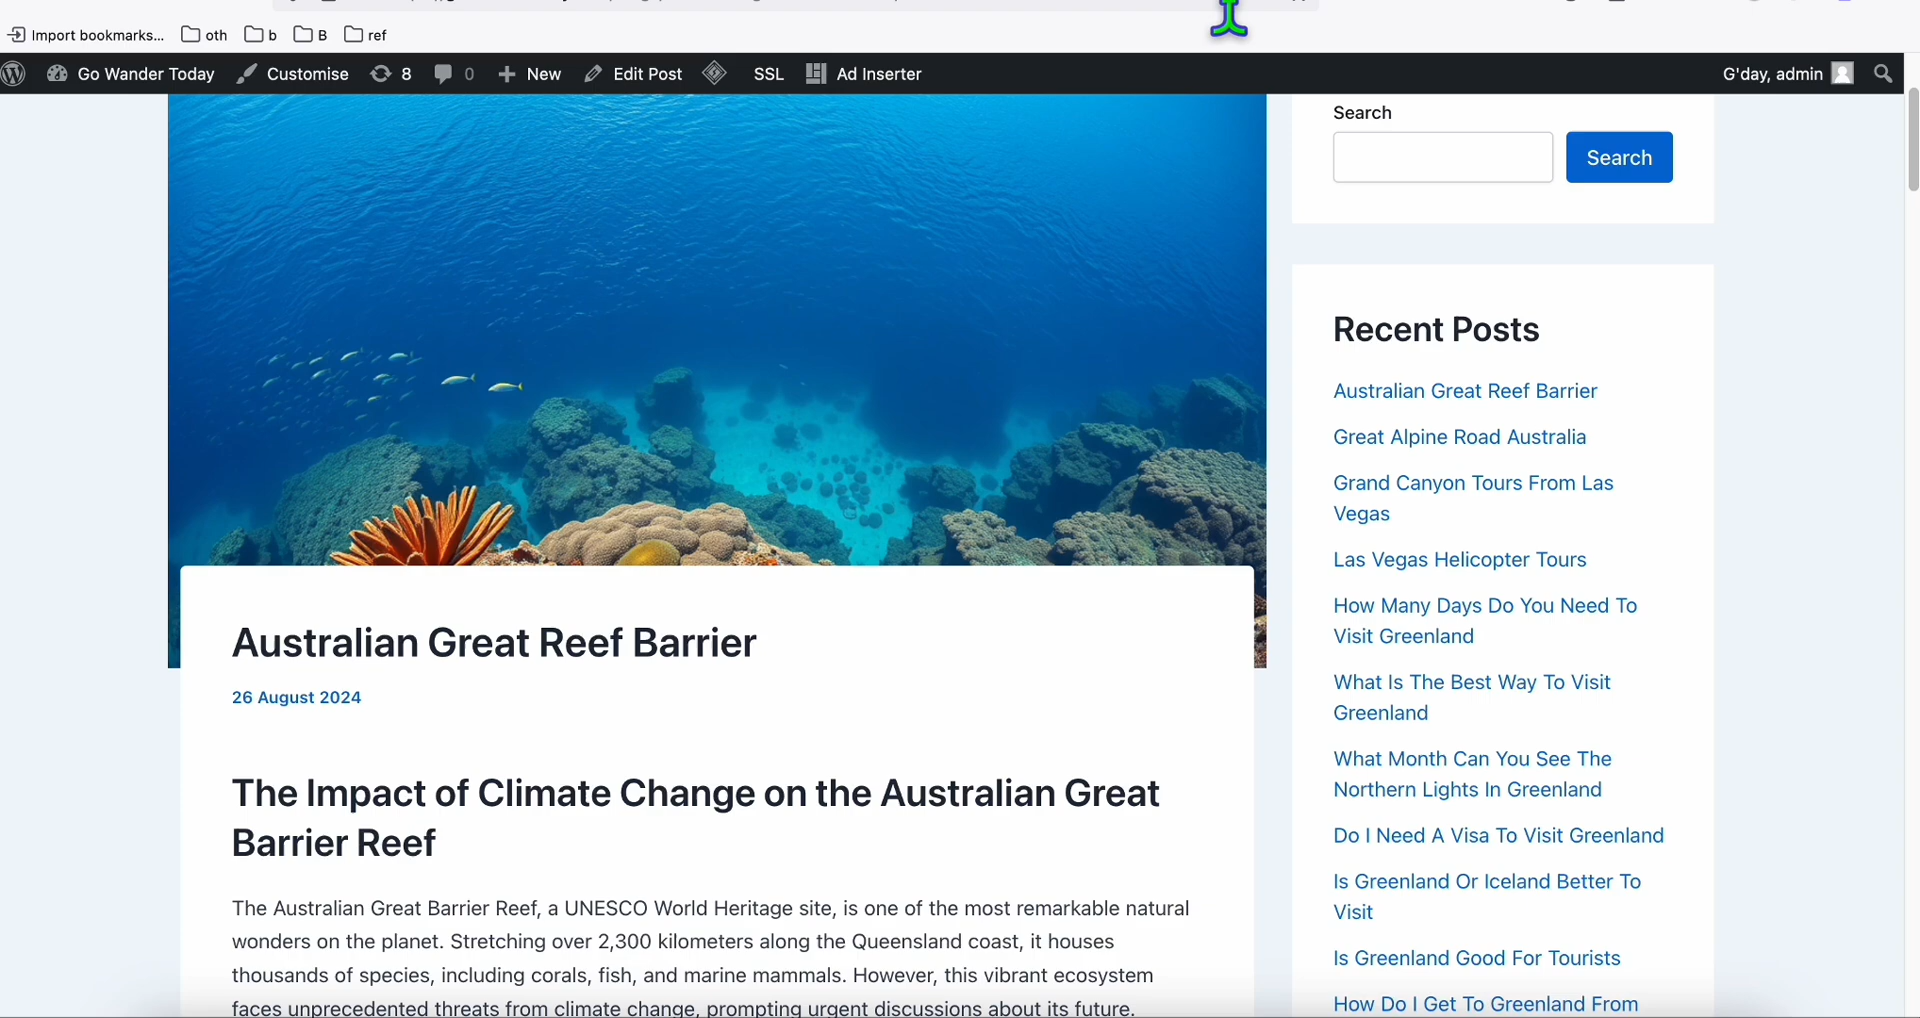 Import bookmarks... oth b B ref
Go Wander Today Customise 8 0 New Edit Post SSL Ad Inserter G'day, admin
Search
Search
Recent Posts
Australian Great Reef Barrier
Great Alpine Road Australia
Grand Canyon Tours From Las
Vegas
Las Vegas Helicopter Tours
How Many Days Do You Need To
Visit Greenland
What Is The Best Way To Visit
Greenland
What Month Can You See The
Northern Lights In Greenland
Do I Need A Visa To Visit Greenland
Is Greenland Or Iceland Better To
Visit
Is Greenland Good For Tourists
How Do I Get To Greenland From
Australian Great Reef Barrier
26 August 2024
The Impact of Climate Change on the Australian Great
Barrier Reef
The Australian Great Barrier Reef, a UNESCO World Heritage site, is one of the most remarkable natural
wonders on the planet. Stretching over 2,300 kilometers along the Queensland coast, it houses
thousands of species, including corals, fish, and marine mammals. However, this vibrant ecosystem
faces unprecedented threats from climate change, prompting urgent discussions about its future.